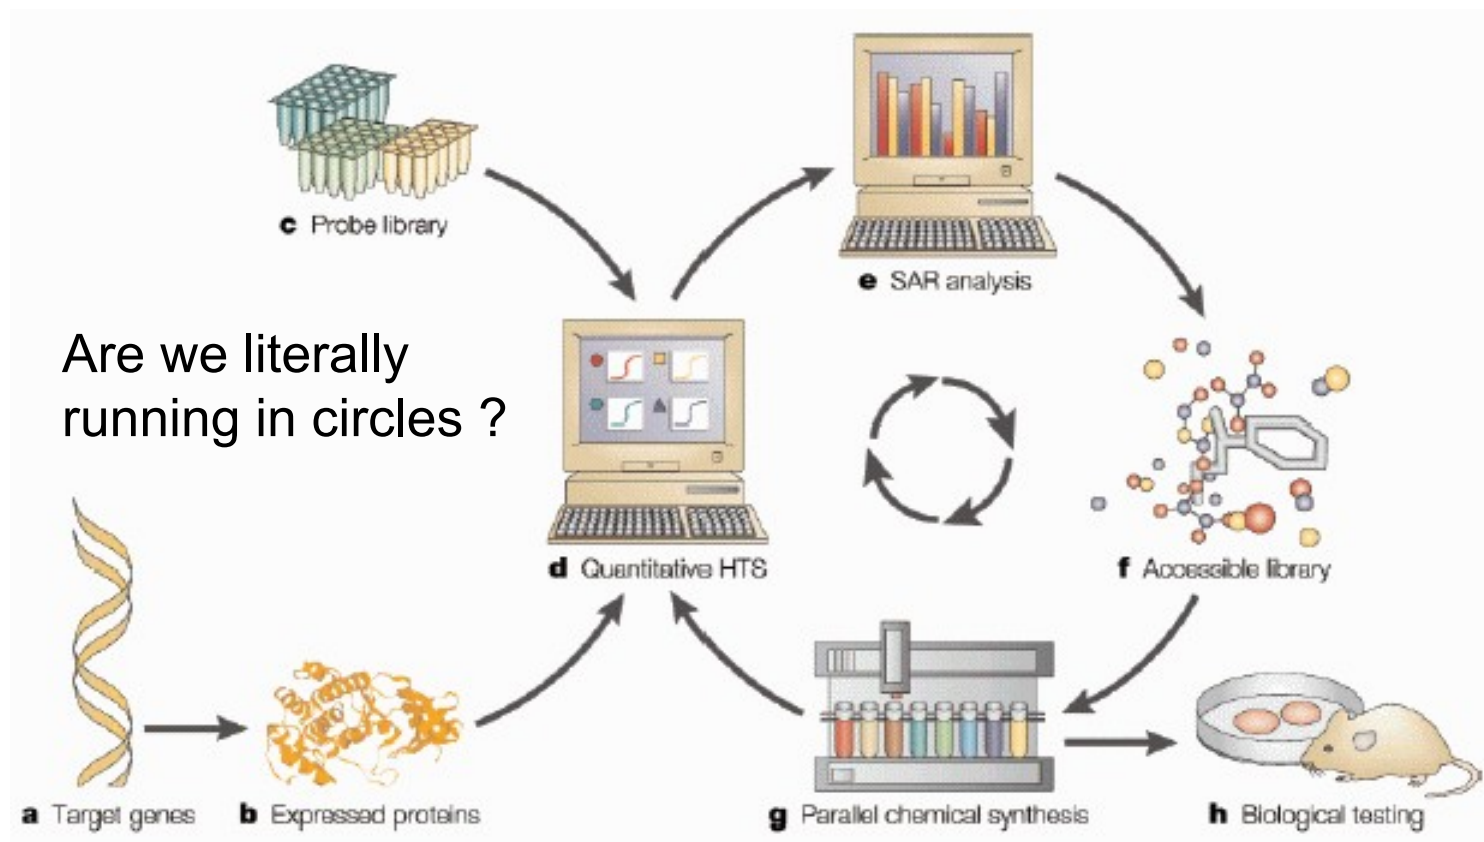 c Probe library
e SAR analysis
Are we literally
running in circles ?
d Quantitative HTS
f Accessible library
a Target genes
b Expressed proteins
g Parallel chemical synthesis
h Biological testing